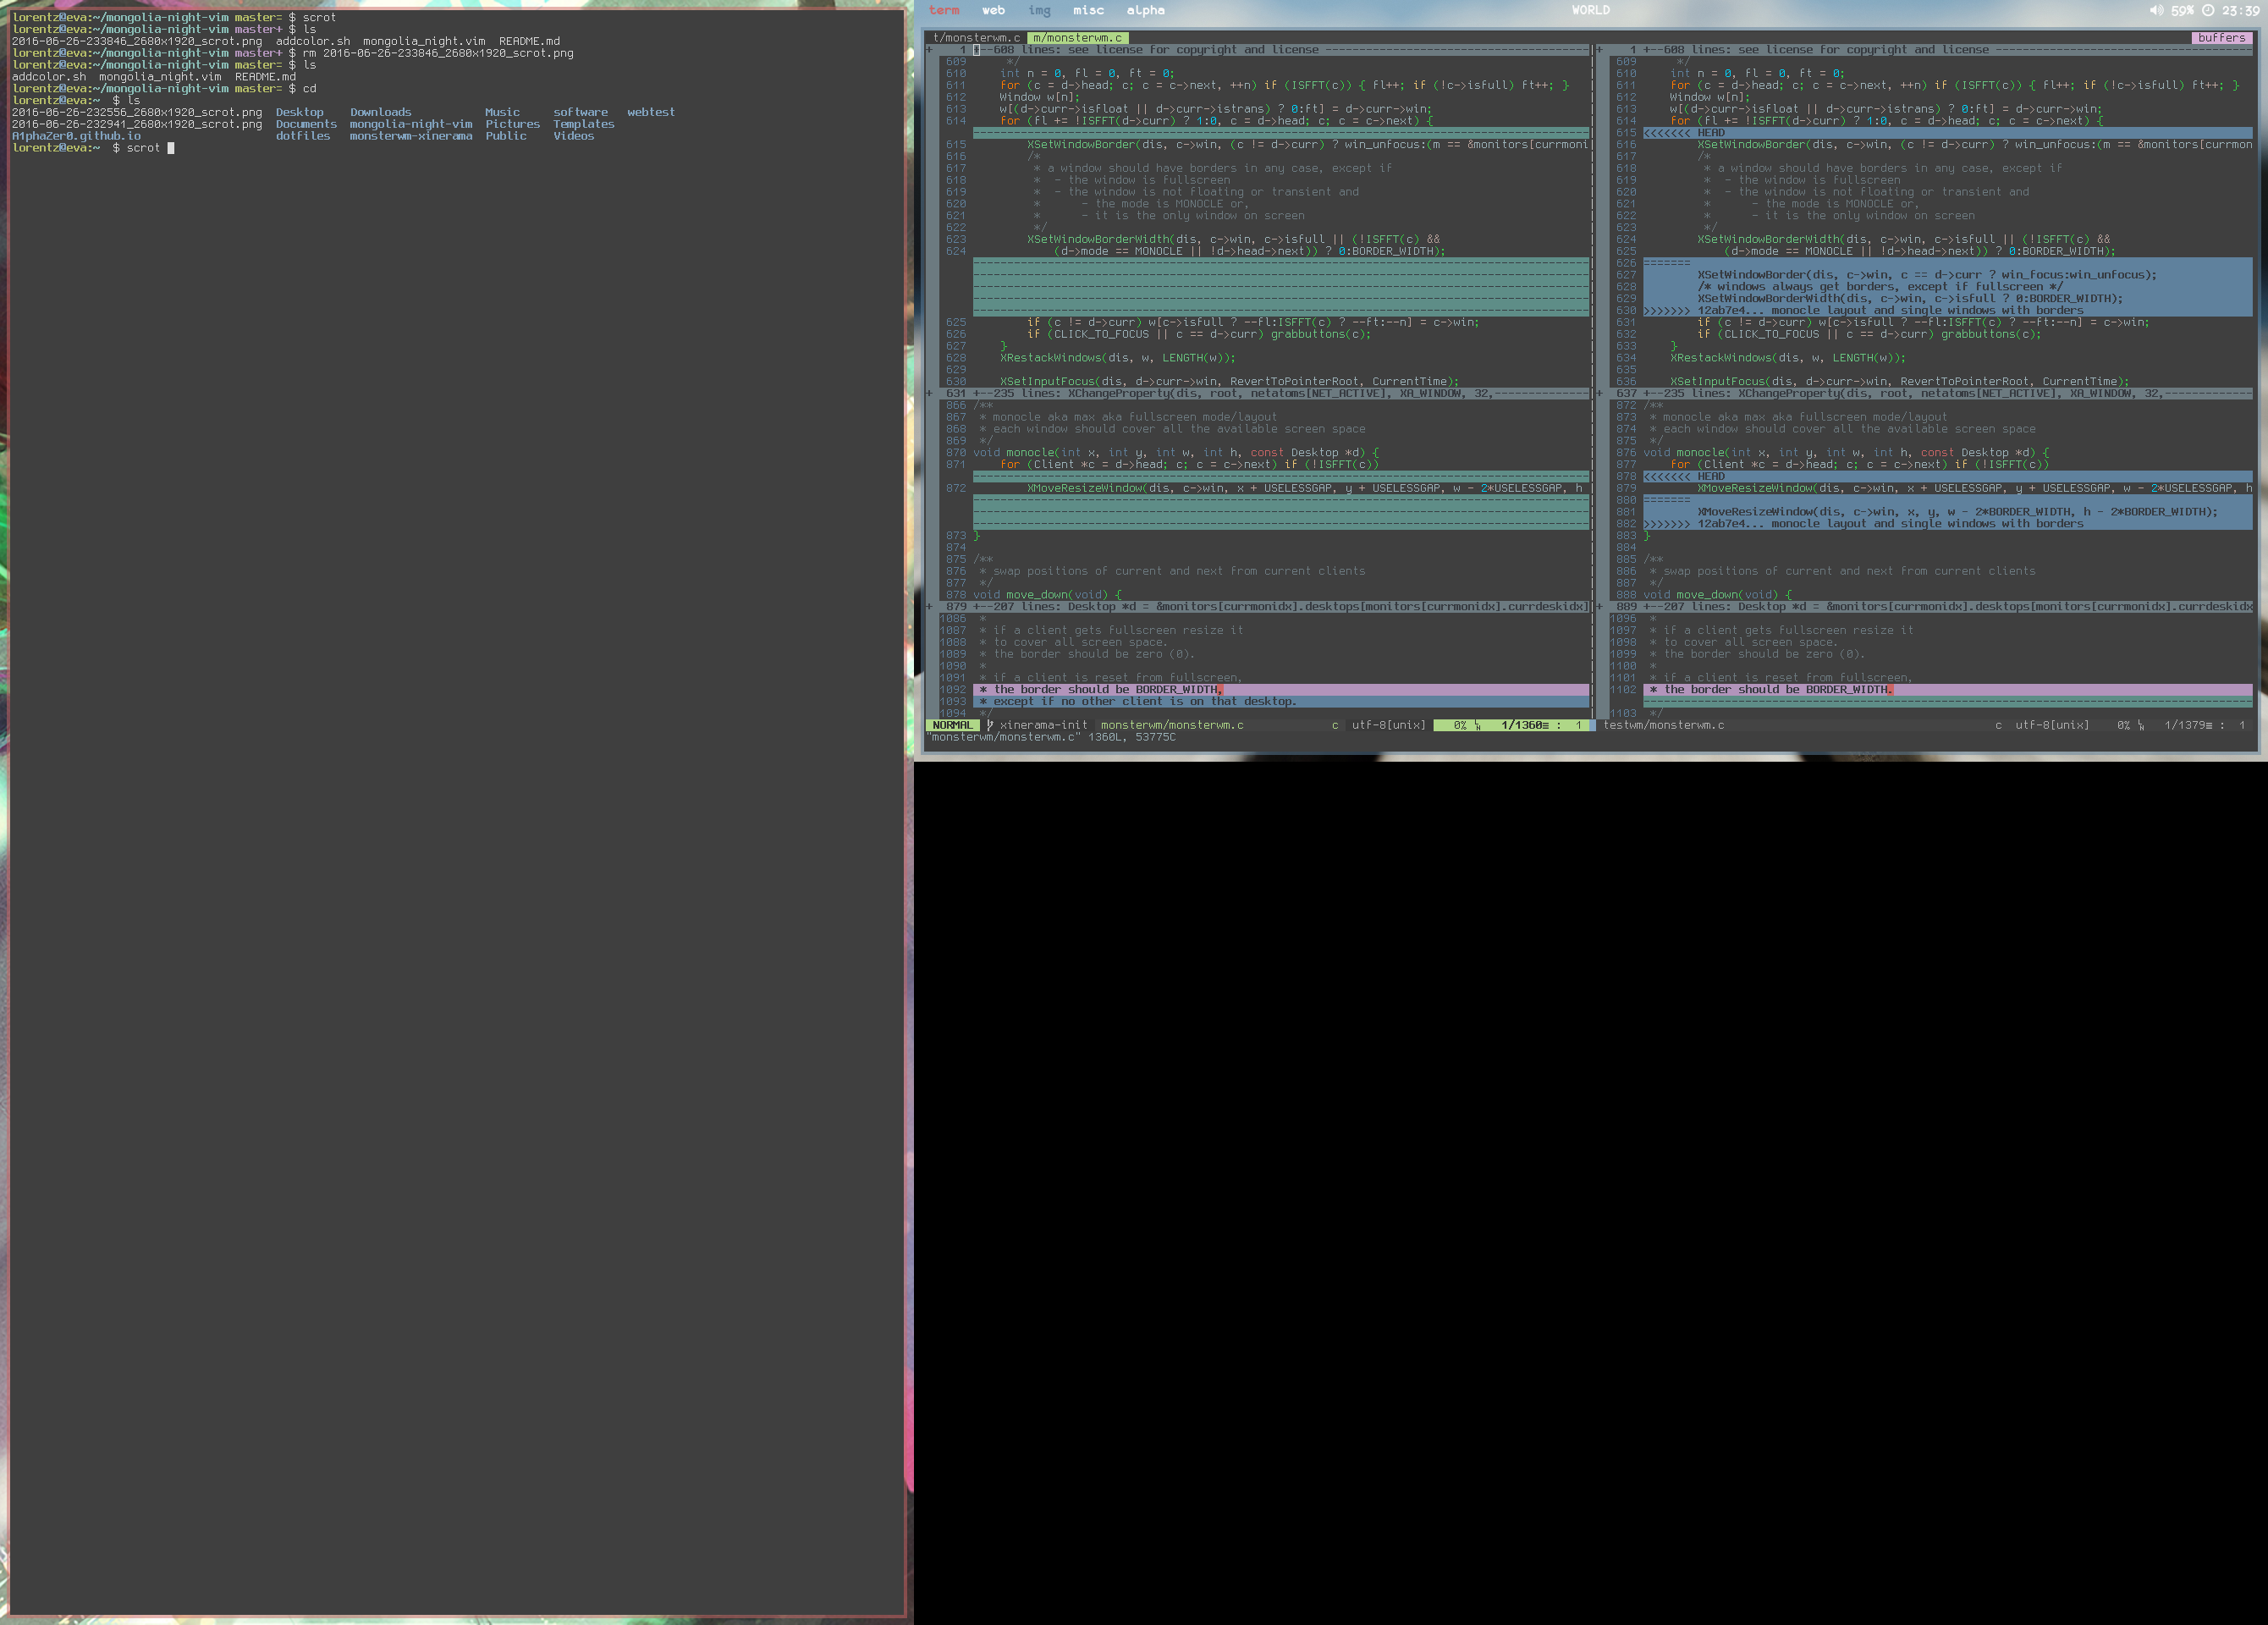 lorentz@eva:~/mongolia-night-vim master= $ scrot
lorentz@eva:~/mongolia-night-vim master+ $ ls
2016-06-26-233846_2680x1920_scrot.png  addcolor.sh  mongolia_night.vim  README.md
lorentz@eva:~/mongolia-night-vim master+ $ rm 2016-06-26-233846_2680x1920_scrot.png
lorentz@eva:~/mongolia-night-vim master= $ ls
addcolor.sh  mongolia_night.vim  README.md
lorentz@eva:~/mongolia-night-vim master= $ cd
lorentz@eva:~  $ ls
2016-06-26-232556_2680x1920_scrot.png  Desktop    Downloads           Music     software   webtest
2016-06-26-232941_2680x1920_scrot.png  Documents  mongolia-night-vim  Pictures  Templates
A1phaZer0.github.io                    dotfiles   monsterwm-xinerama  Public    Videos
lorentz@eva:~  $ scrot
term  web  img  misc  alpha  WORLD  59%  23:39
t/monsterwm.c  m/monsterwm.c  buffers
+    1 +--608 lines: see license for copyright and license ---------------------------------------
609     */
610    int n = 0, fl = 0, ft = 0;
611    for (c = d->head; c; c = c->next, ++n) if (ISFFT(c)) { fl++; if (!c->isfull) ft++; }
612    Window w[n];
613    w[(d->curr->isfloat || d->curr->istrans) ? 0:ft] = d->curr->win;
614    for (fl += !ISFFT(d->curr) ? 1:0, c = d->head; c; c = c->next) {
615        XSetWindowBorder(dis, c->win, (c != d->curr) ? win_unfocus:(m == &monitors[currmoni
616        /*
617         * a window should have borders in any case, except if
618         *  - the window is fullscreen
619         *  - the window is not floating or transient and
620         *      - the mode is MONOCLE or,
621         *      - it is the only window on screen
622         */
623        XSetWindowBorderWidth(dis, c->win, c->isfull || (!ISFFT(c) &&
624            (d->mode == MONOCLE || !d->head->next)) ? 0:BORDER_WIDTH);
625        if (c != d->curr) w[c->isfull ? --fl:ISFFT(c) ? --ft:--n] = c->win;
626        if (CLICK_TO_FOCUS || c == d->curr) grabbuttons(c);
627    }
628    XRestackWindows(dis, w, LENGTH(w));
629
630    XSetInputFocus(dis, d->curr->win, RevertToPointerRoot, CurrentTime);
+  631 +--235 lines: XChangeProperty(dis, root, netatoms[NET_ACTIVE], XA_WINDOW, 32,--------------
866 /**
867  * monocle aka max aka fullscreen mode/layout
868  * each window should cover all the available screen space
869  */
870 void monocle(int x, int y, int w, int h, const Desktop *d) {
871    for (Client *c = d->head; c; c = c->next) if (!ISFFT(c))
872        XMoveResizeWindow(dis, c->win, x + USELESSGAP, y + USELESSGAP, w - 2*USELESSGAP, h
873 }
874
875 /**
876  * swap positions of current and next from current clients
877  */
878 void move_down(void) {
+  879 +--207 lines: Desktop *d = &monitors[currmonidx].desktops[monitors[currmonidx].currdeskidx]
1086  *
1087  * if a client gets fullscreen resize it
1088  * to cover all screen space.
1089  * the border should be zero (0).
1090  *
1091  * if a client is reset from fullscreen,
1092  * the border should be BORDER_WIDTH,
1093  * except if no other client is on that desktop.
1094  */
NORMAL  xinerama-init  monsterwm/monsterwm.c  c  utf-8[unix]  0%  1/1360 :  1
"monsterwm/monsterwm.c" 1360L, 53775C
+    1 +--608 lines: see license for copyright and license ---------------------------------------
609     */
610    int n = 0, fl = 0, ft = 0;
611    for (c = d->head; c; c = c->next, ++n) if (ISFFT(c)) { fl++; if (!c->isfull) ft++; }
612    Window w[n];
613    w[(d->curr->isfloat || d->curr->istrans) ? 0:ft] = d->curr->win;
614    for (fl += !ISFFT(d->curr) ? 1:0, c = d->head; c; c = c->next) {
615 <<<<<<< HEAD
616        XSetWindowBorder(dis, c->win, (c != d->curr) ? win_unfocus:(m == &monitors[currmon
617        /*
618         * a window should have borders in any case, except if
619         *  - the window is fullscreen
620         *  - the window is not floating or transient and
621         *      - the mode is MONOCLE or,
622         *      - it is the only window on screen
623         */
624        XSetWindowBorderWidth(dis, c->win, c->isfull || (!ISFFT(c) &&
625            (d->mode == MONOCLE || !d->head->next)) ? 0:BORDER_WIDTH);
626 =======
627        XSetWindowBorder(dis, c->win, c == d->curr ? win_focus:win_unfocus);
628        /* windows always get borders, except if fullscreen */
629        XSetWindowBorderWidth(dis, c->win, c->isfull ? 0:BORDER_WIDTH);
630 >>>>>>> 12ab7e4... monocle layout and single windows with borders
631        if (c != d->curr) w[c->isfull ? --fl:ISFFT(c) ? --ft:--n] = c->win;
632        if (CLICK_TO_FOCUS || c == d->curr) grabbuttons(c);
633    }
634    XRestackWindows(dis, w, LENGTH(w));
635
636    XSetInputFocus(dis, d->curr->win, RevertToPointerRoot, CurrentTime);
+  637 +--235 lines: XChangeProperty(dis, root, netatoms[NET_ACTIVE], XA_WINDOW, 32,--------------
872 /**
873  * monocle aka max aka fullscreen mode/layout
874  * each window should cover all the available screen space
875  */
876 void monocle(int x, int y, int w, int h, const Desktop *d) {
877    for (Client *c = d->head; c; c = c->next) if (!ISFFT(c))
878 <<<<<<< HEAD
879        XMoveResizeWindow(dis, c->win, x + USELESSGAP, y + USELESSGAP, w - 2*USELESSGAP, h
880 =======
881        XMoveResizeWindow(dis, c->win, x, y, w - 2*BORDER_WIDTH, h - 2*BORDER_WIDTH);
882 >>>>>>> 12ab7e4... monocle layout and single windows with borders
883 }
884
885 /**
886  * swap positions of current and next from current clients
887  */
888 void move_down(void) {
+  889 +--207 lines: Desktop *d = &monitors[currmonidx].desktops[monitors[currmonidx].currdeskidx
1096  *
1097  * if a client gets fullscreen resize it
1098  * to cover all screen space.
1099  * the border should be zero (0).
1100  *
1101  * if a client is reset from fullscreen,
1102  * the border should be BORDER_WIDTH.
1103  */
testwm/monsterwm.c  c  utf-8[unix]  0%  1/1379 :  1